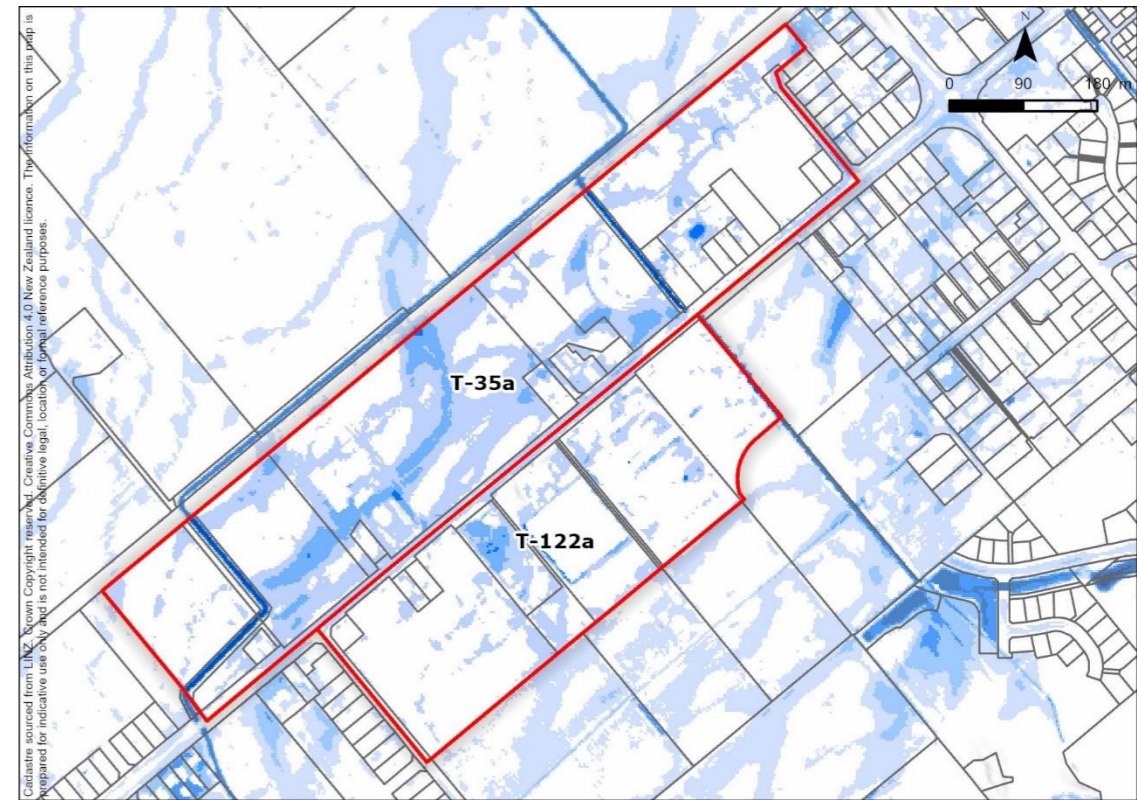 Cadastre sourced from LINZ. Crown Copyright reserved. Creative Commons Attribution 4.0 New Zealand licence. The information on this map is
prepared for indicative use only and is not intended for definitive legal, location or formal reference purposes.
N
0 90 180 m
T-35a
T-122a